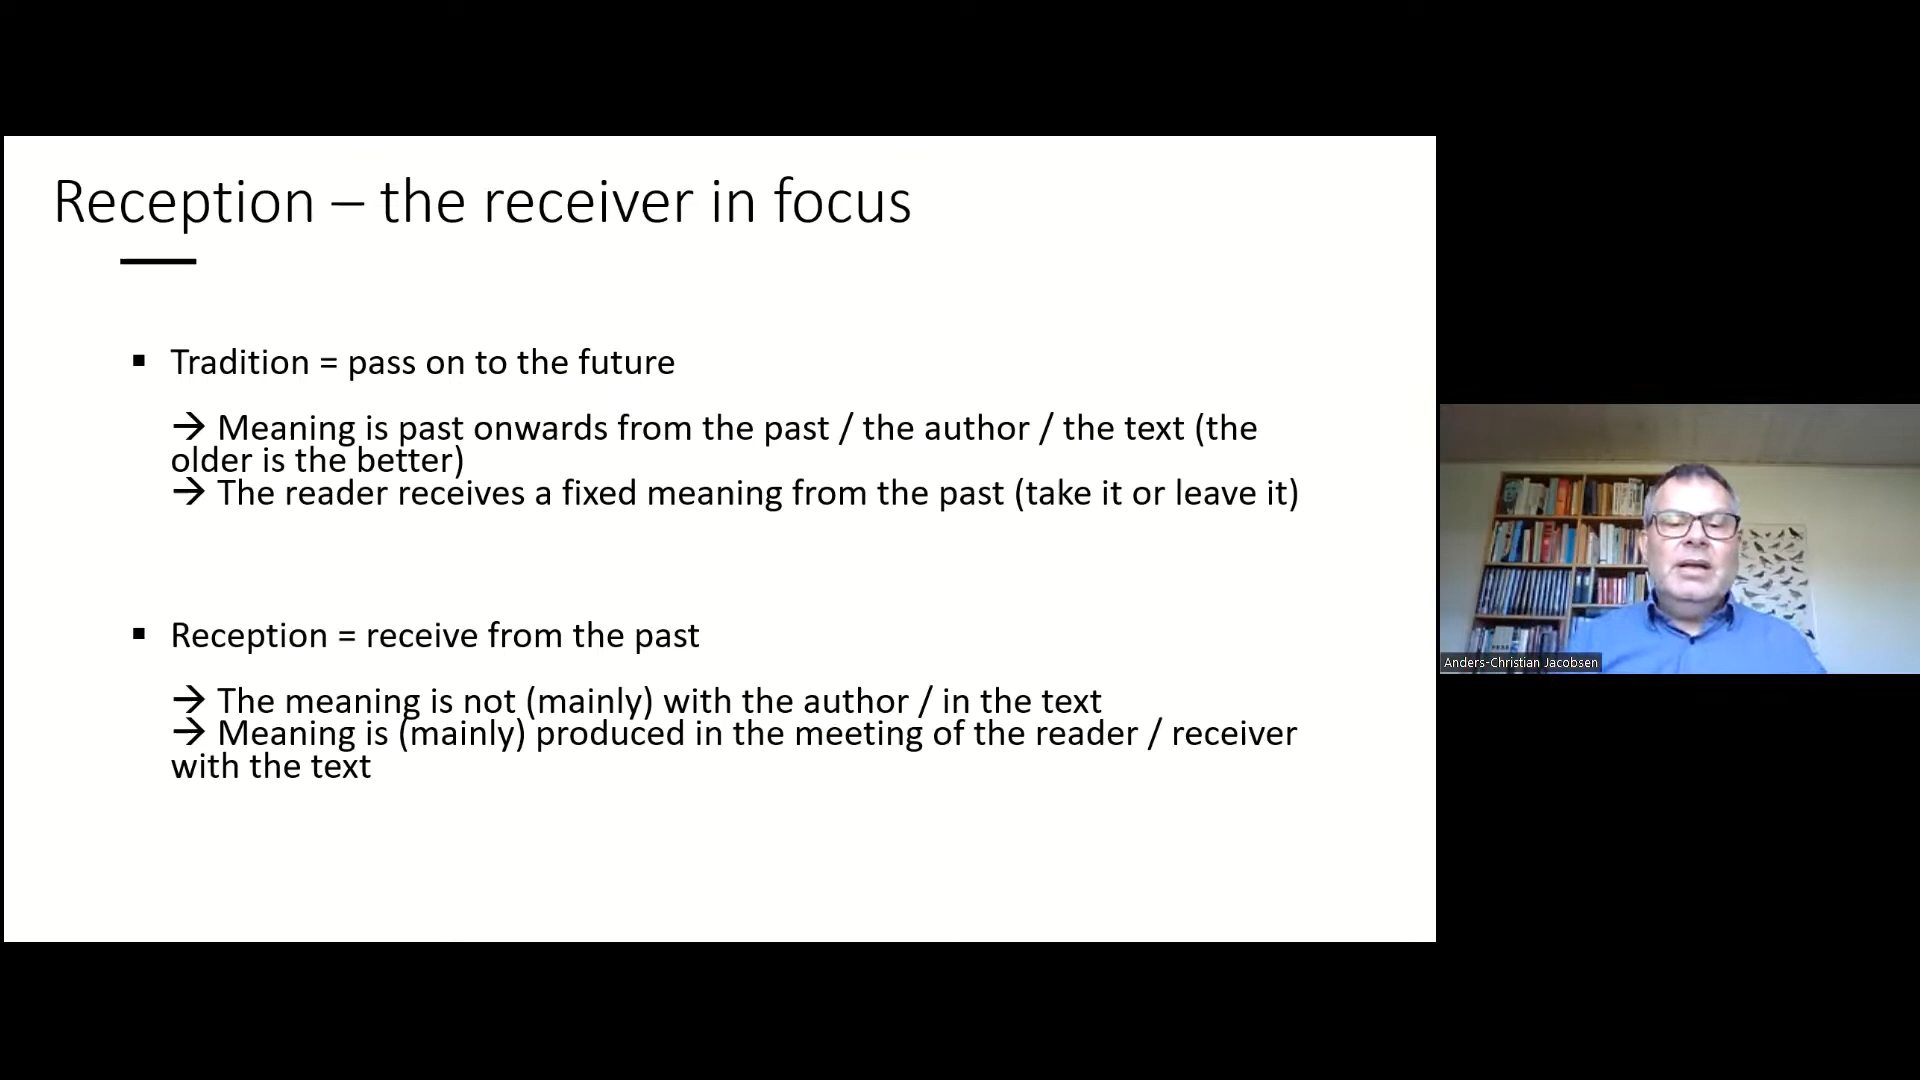 Reception – the receiver in focus
▪ Tradition = pass on to the future
→ Meaning is past onwards from the past / the author / the text (the
older is the better)
→ The reader receives a fixed meaning from the past (take it or leave it)
▪ Reception = receive from the past
→ The meaning is not (mainly) with the author / in the text
→ Meaning is (mainly) produced in the meeting of the reader / receiver
with the text
Anders-Christian Jacobsen